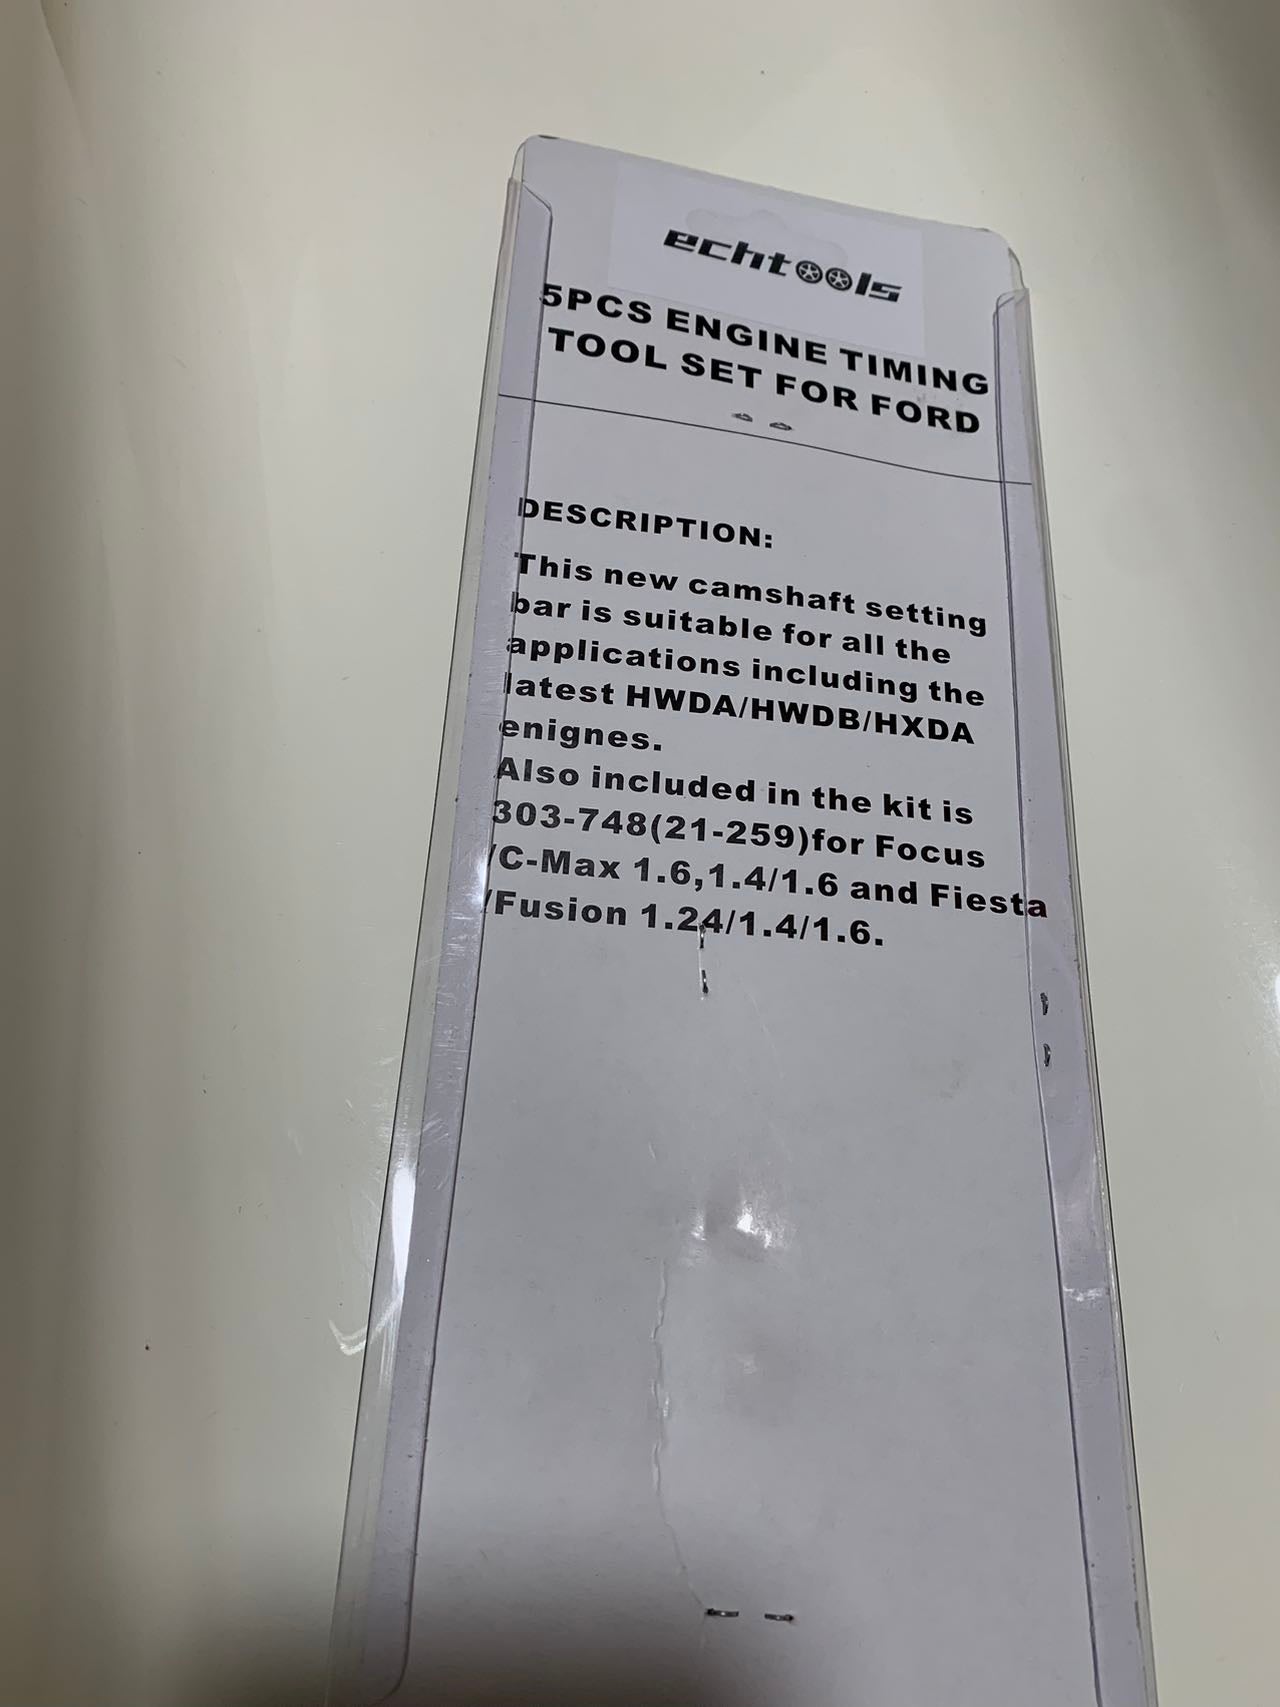 echtools
5PCS ENGINE TIMING
TOOL SET FOR FORD
DESCRIPTION:
This new camshaft setting
bar is suitable for all the
applications including the
latest HWDA/HWDB/HXDA
enignes.
Also included in the kit is
303-748(21-259)for Focus
/C-Max 1.6,1.4/1.6 and Fiesta
/Fusion 1.24/1.4/1.6.